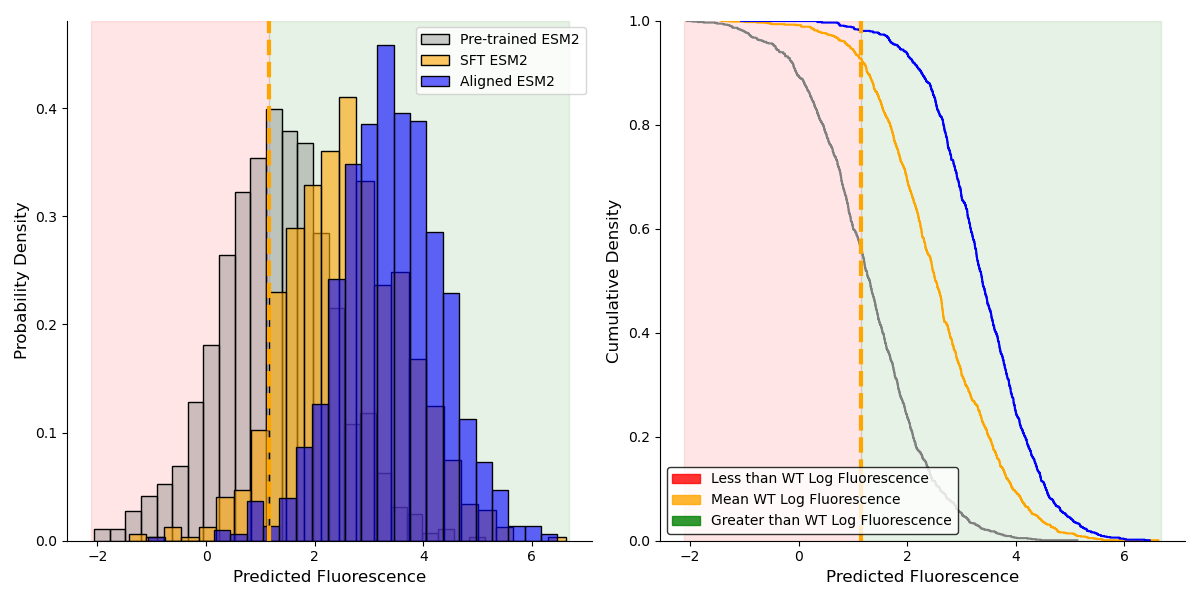 Pre-trained ESM2
SFT ESM2
Aligned ESM2
Probability Density
0.4
0.3
0.2
0.1
0.0
−2
0
2
4
6
Predicted Fluorescence
Cumulative Density
1.0
0.8
0.6
0.4
0.2
0.0
Less than WT Log Fluorescence
Mean WT Log Fluorescence
Greater than WT Log Fluorescence
−2
0
2
4
6
Predicted Fluorescence